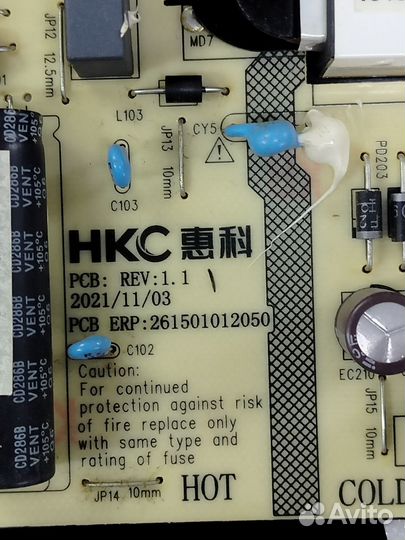 JP12
12.5mm
MD7
L103
CY5
JP13
10mm
PD203
C103
CD286B
VENT
+105°C
HKC 惠科
PCB: REV:1.1
2021/11/03
PCB ERP:261501012050
C102
Caution:
For continued
protection against risk
of fire replace only
with same type and
rating of fuse
EC210
JP15
10mm
JP14 10mm
HOT
COLD
Avito